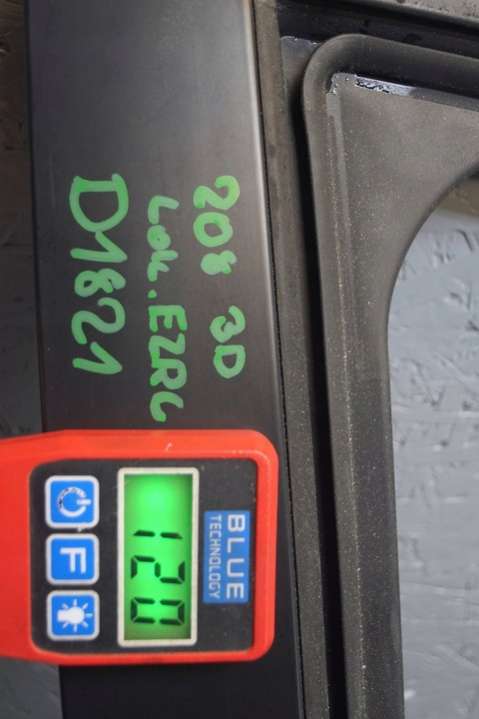 208 3D
Lak. EZRC
D1821
BLUE
TECHNOLOGY
120
F